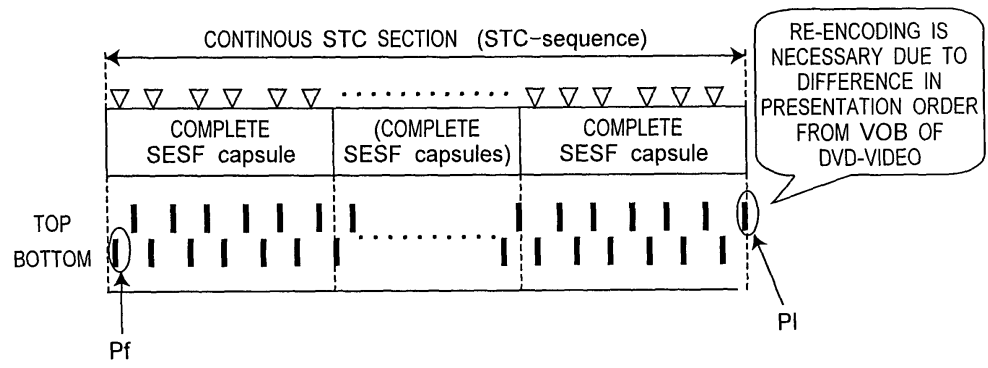 CONTINOUS STC SECTION (STC-sequence)
RE-ENCODING IS
NECESSARY DUE TO
DIFFERENCE IN
PRESENTATION ORDER
FROM VOB OF
DVD-VIDEO
COMPLETE
SESF capsule
(COMPLETE
SESF capsules)
COMPLETE
SESF capsule
TOP
BOTTOM
Pf
Pl